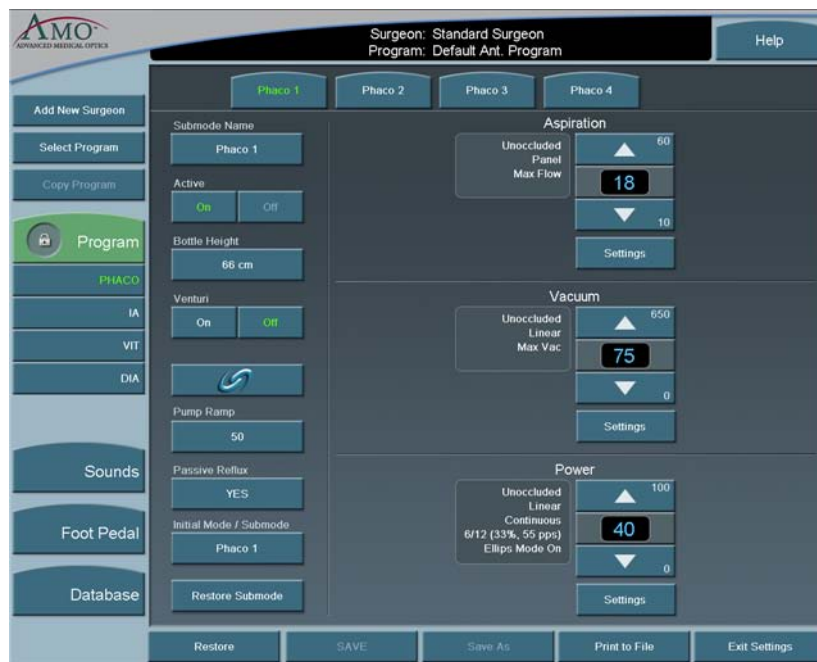 AMO
ADVANCED MEDICAL OPTICS
Surgeon: Standard Surgeon
Program: Default Ant. Program
Help
Add New Surgeon
Select Program
Copy Program
Program
PHACO
IA
VIT
DIA
Sounds
Foot Pedal
Database
Phaco 1
Phaco 2
Phaco 3
Phaco 4
Submode Name
Phaco 1
Active
On
Off
Bottle Height
66 cm
Venturi
On
Off
Pump Ramp
50
Passive Reflux
YES
Initial Mode / Submode
Phaco 1
Restore Submode
Aspiration
Unoccluded
Panel
Max Flow
60
18
10
Settings
Vacuum
Unoccluded
Linear
Max Vac
650
75
0
Settings
Power
Unoccluded
Linear
Continuous
6/12 (33%, 55 pps)
Ellips Mode On
100
40
0
Settings
Restore
SAVE
Save As
Print to File
Exit Settings